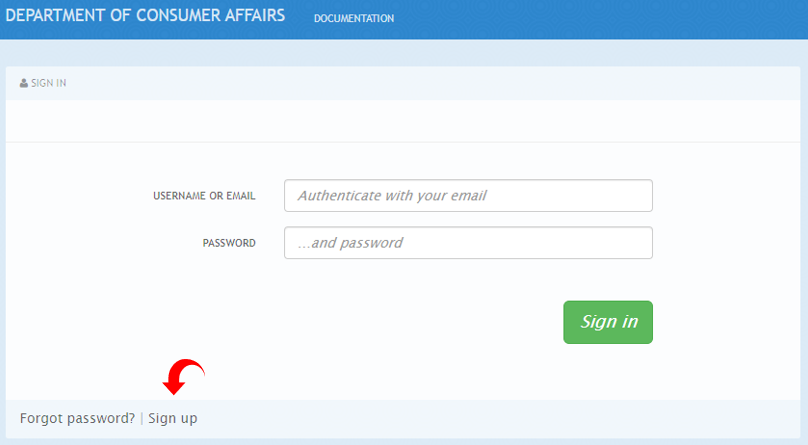 DEPARTMENT OF CONSUMER AFFAIRS DOCUMENTATION
SIGN IN
USERNAME OR EMAIL Authenticate with your email
PASSWORD ...and password
Sign in
Forgot password? | Sign up